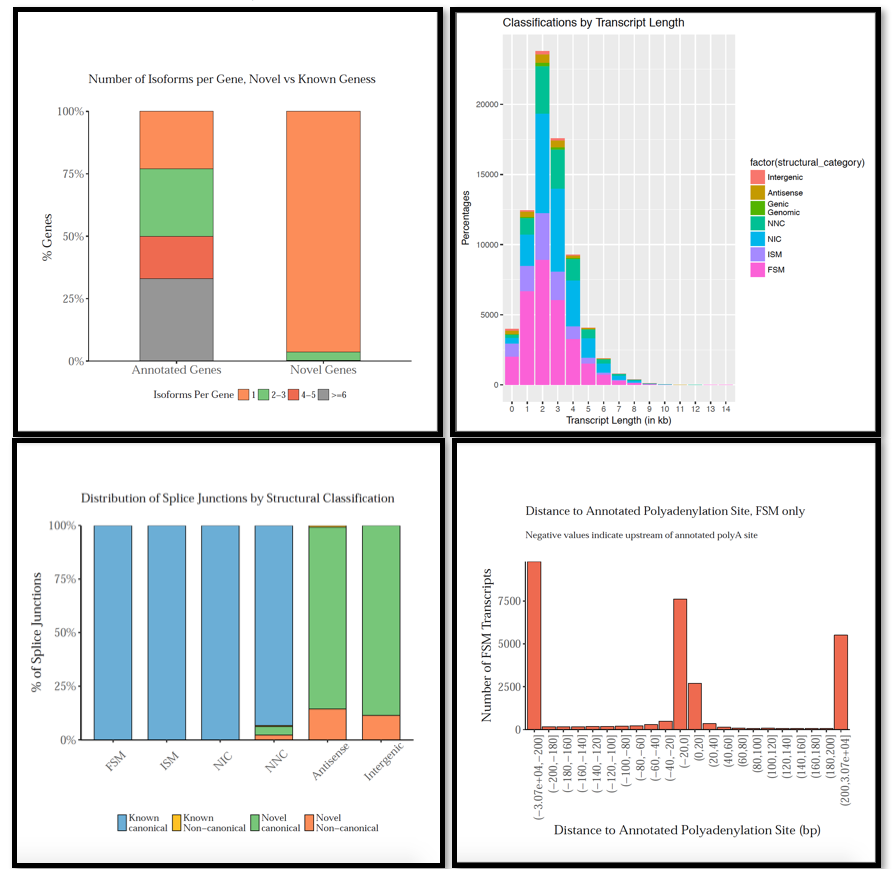 Number of Isoforms per Gene, Novel vs Known Geness
% Genes
100%
75%
50%
25%
0%
Annotated Genes Novel Genes
Isoforms Per Gene 1 2−3 4−5 >=6
Classifications by Transcript Length
Percentages
20000
15000
10000
5000
0
0 1 2 3 4 5 6 7 8 9 10 11 12 13 14
Transcript Length (in kb)
factor(structural_category)
Intergenic
Antisense
Genic
Genomic
NNC
NIC
ISM
FSM
Distribution of Splice Junctions by Structural Classification
% of Splice Junctions
100%
75%
50%
25%
0%
FSM ISM NIC NNC Antisense Intergenic
Known canonical
Known Non−canonical
Novel canonical
Novel Non−canonical
Distance to Annotated Polyadenylation Site, FSM only
Negative values indicate upstream of annotated polyA site
Number of FSM Transcripts
7500
5000
2500
0
(−3.07e+04,−200]
(−200,−180]
(−180,−160]
(−160,−140]
(−140,−120]
(−120,−100]
(−100,−80]
(−80,−60]
(−60,−40]
(−40,−20]
(−20,0]
(0,20]
(20,40]
(40,60]
(60,80]
(80,100]
(100,120]
(120,140]
(140,160]
(160,180]
(180,200]
(200,3.07e+04]
Distance to Annotated Polyadenylation Site (bp)